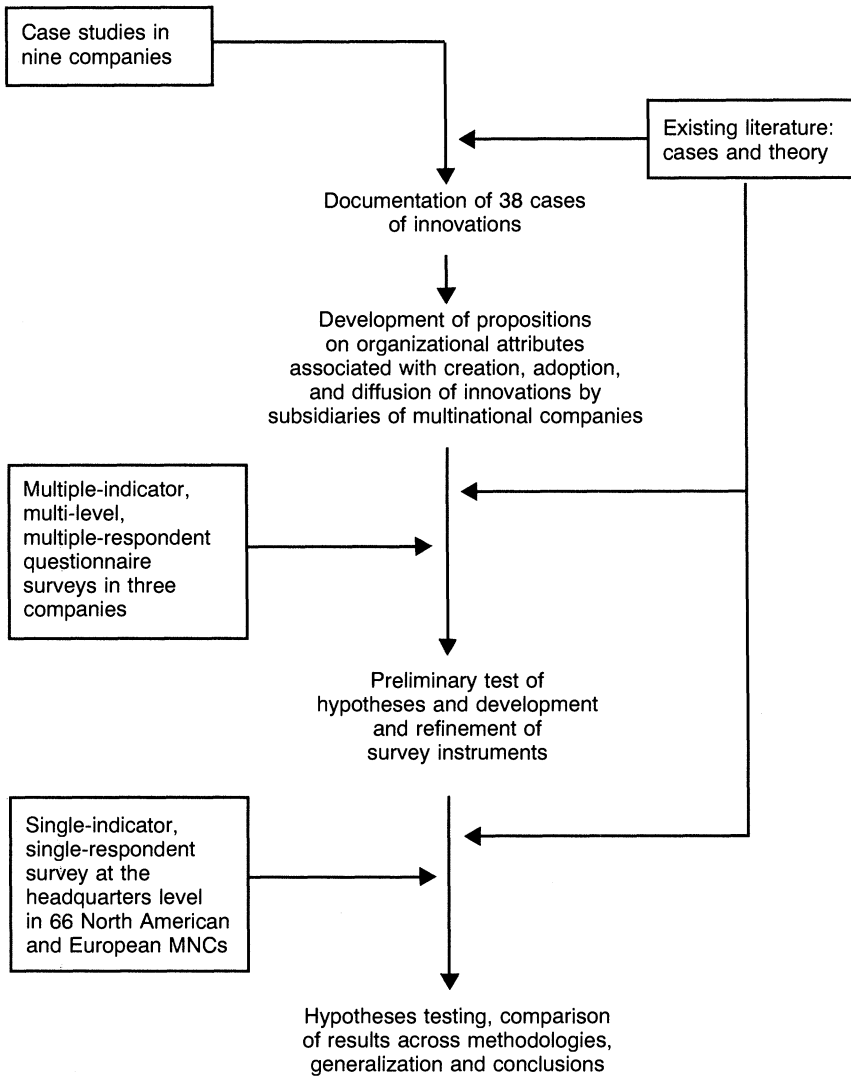 Case studies in
nine companies
Existing literature:
cases and theory
Documentation of 38 cases
of innovations
Development of propositions
on organizational attributes
associated with creation, adoption,
and diffusion of innovations by
subsidiaries of multinational companies
Multiple-indicator,
multi-level,
multiple-respondent
questionnaire
surveys in three
companies
Preliminary test of
hypotheses and development
and refinement of
survey instruments
Single-indicator,
single-respondent
survey at the
headquarters level
in 66 North American
and European MNCs
Hypotheses testing, comparison
of results across methodologies,
generalization and conclusions